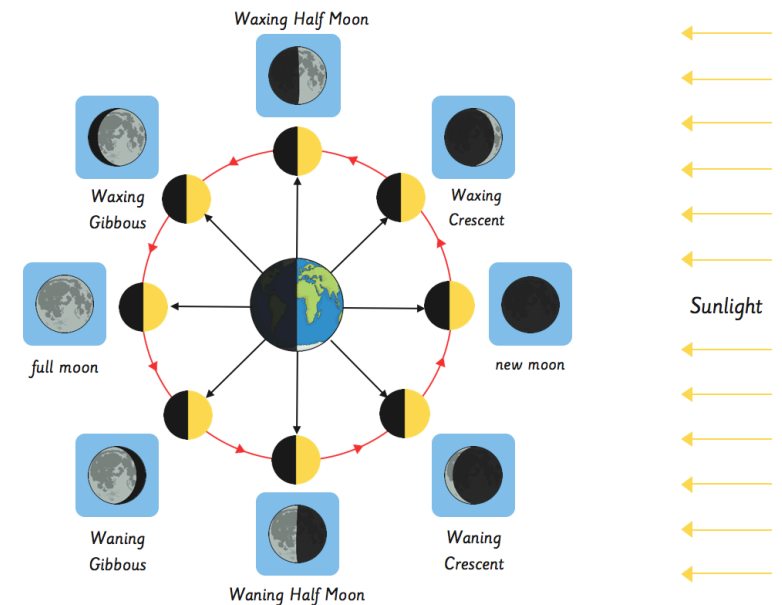 Waxing Half Moon
Waxing
Gibbous
Waxing
Crescent
full moon
new moon
Sunlight
Waning
Gibbous
Waning Half Moon
Waning
Crescent